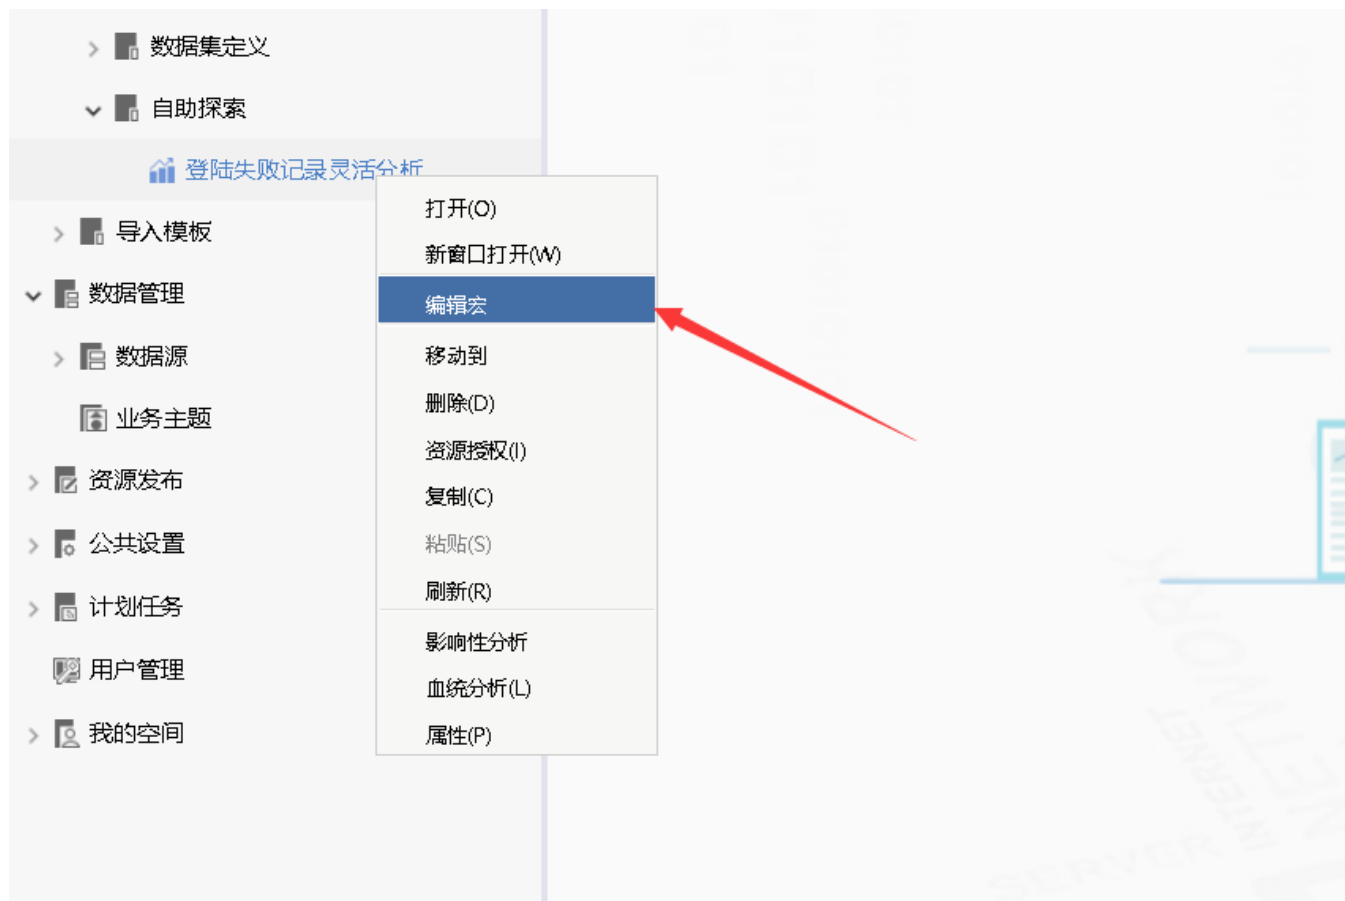 数据集定义
自助探索
登陆失败记录灵活分析
导入模板
数据管理
数据源
业务主题
资源发布
公共设置
计划任务
用户管理
我的空间
打开(O)
新窗口打开(W)
编辑宏
移动到
删除(D)
资源授权(I)
复制(C)
粘贴(S)
刷新(R)
影响性分析
血统分析(L)
属性(P)
NETWORK
INTERNET
SERVER